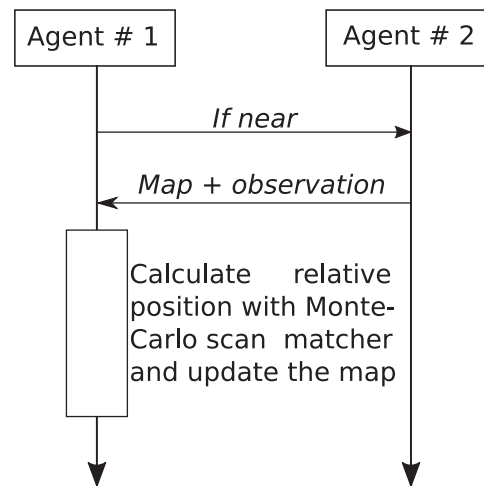 Agent # 1
Agent # 2
If near
Map + observation
Calculate relative
position with Monte-
Carlo scan matcher
and update the map